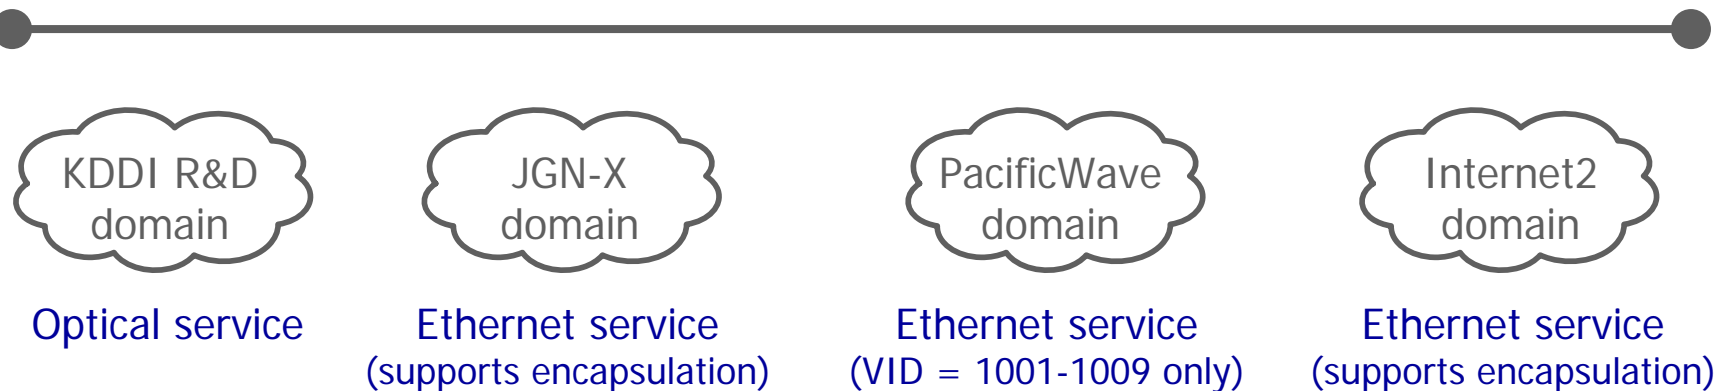 KDDI R&D
domain
JGN-X
domain
PacificWave
domain
Internet2
domain
Optical service
Ethernet service
(supports encapsulation)
Ethernet service
(VID = 1001-1009 only)
Ethernet service
(supports encapsulation)